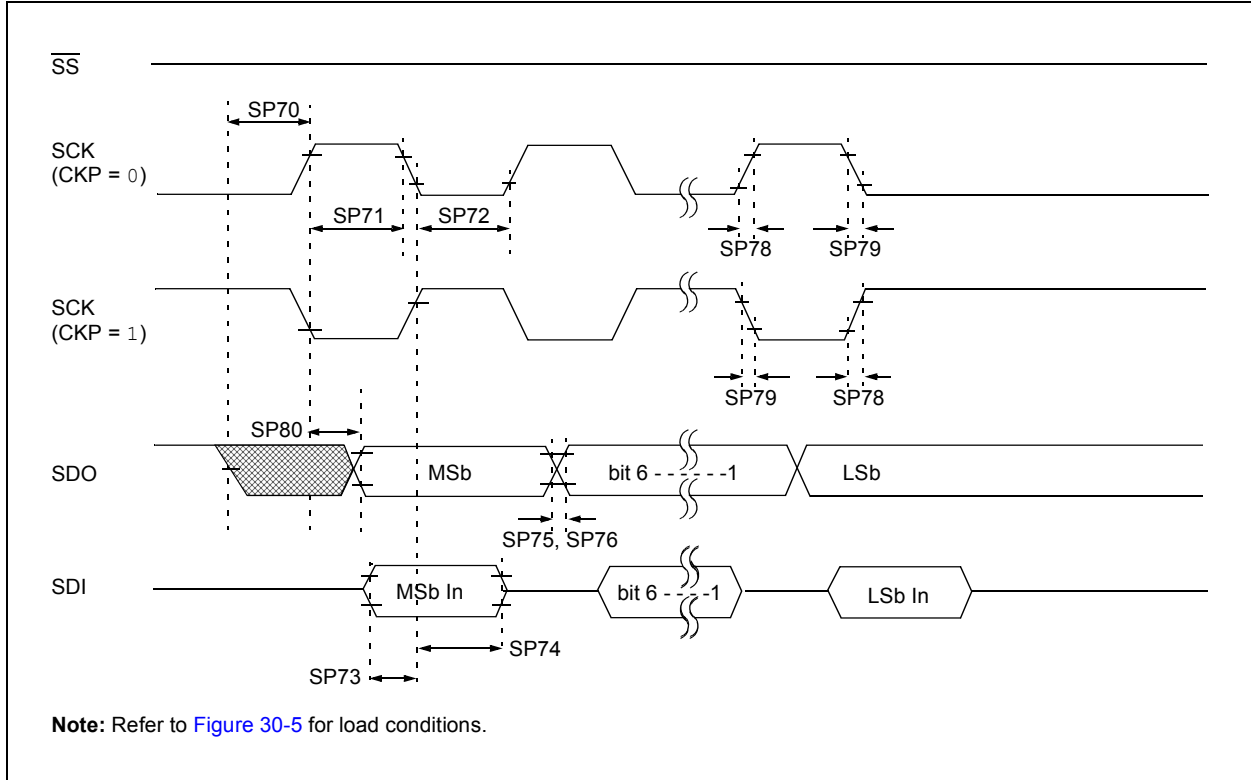 SS
SP70
SCK
(CKP = 0)
SP71
SP72
SP78
SP79
SCK
(CKP = 1)
SP79
SP78
SP80
SDO
MSb
bit 6 - - - - - -1
LSb
SP75, SP76
SDI
MSb In
bit 6 - - - -1
LSb In
SP74
SP73
Note: Refer to Figure 30-5 for load conditions.